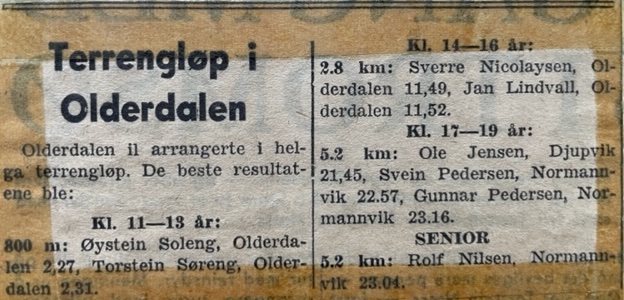 Terrengløp i
Olderdalen
Olderdalen il arrangerte i hel-
ga terrengløp. De beste resultat-
ene ble:
Kl. 11—13 år:
800 m: Øystein Soleng, Olderda-
len 2,27, Torstein Søreng, Older-
dalen 2,31.
Kl. 14—16 år:
2.8 km: Sverre Nicolaysen, Ol-
derdalen 11,49, Jan Lindvall, Ol-
derdalen 11,52.
Kl. 17—19 år:
5.2 km: Ole Jensen, Djupvik
21,45, Svein Pedersen, Normann-
vik 22.57, Gunnar Pedersen, Nor-
mannvik 23.16.
SENIOR
5.2 km: Rolf Nilsen, Normann-
vik 23.04.